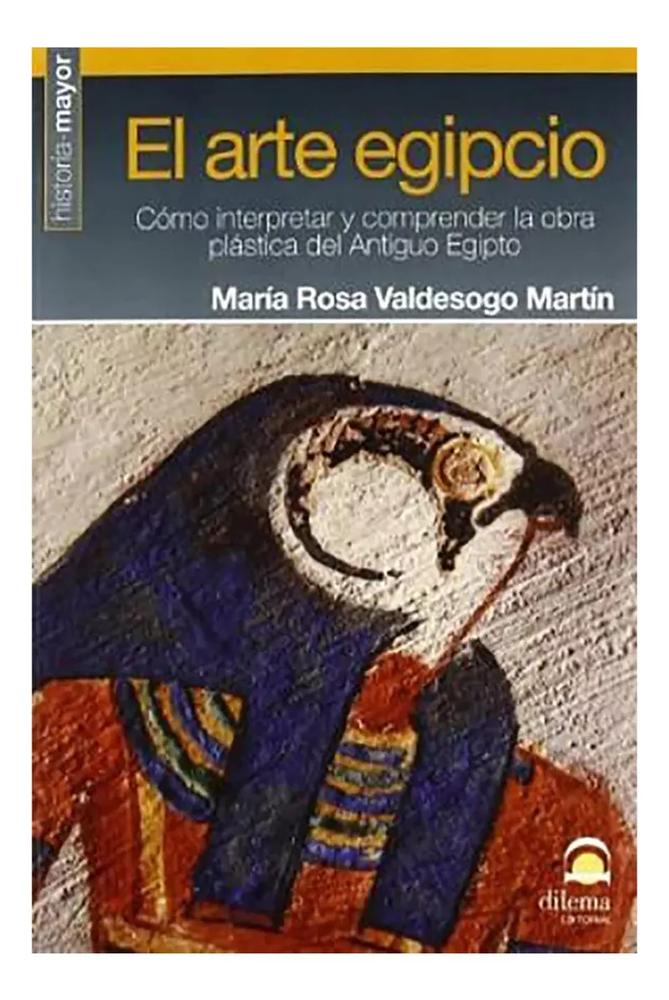 historia-mayor
El arte egipcio
Cómo interpretar y comprender la obra
plástica del Antiguo Egipto
María Rosa Valdesogo Martín
dilema
EDITORIAL